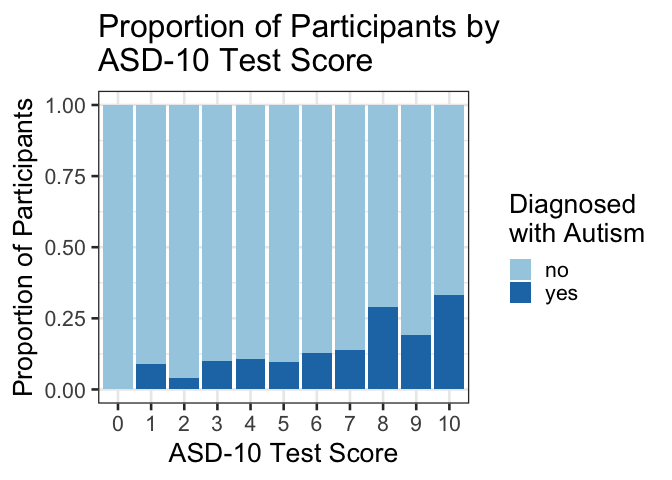 Proportion of Participants by
ASD-10 Test Score
Proportion of Participants
1.00
0.75
0.50
0.25
0.00
0 1 2 3 4 5 6 7 8 9 10
ASD-10 Test Score
Diagnosed
with Autism
no
yes